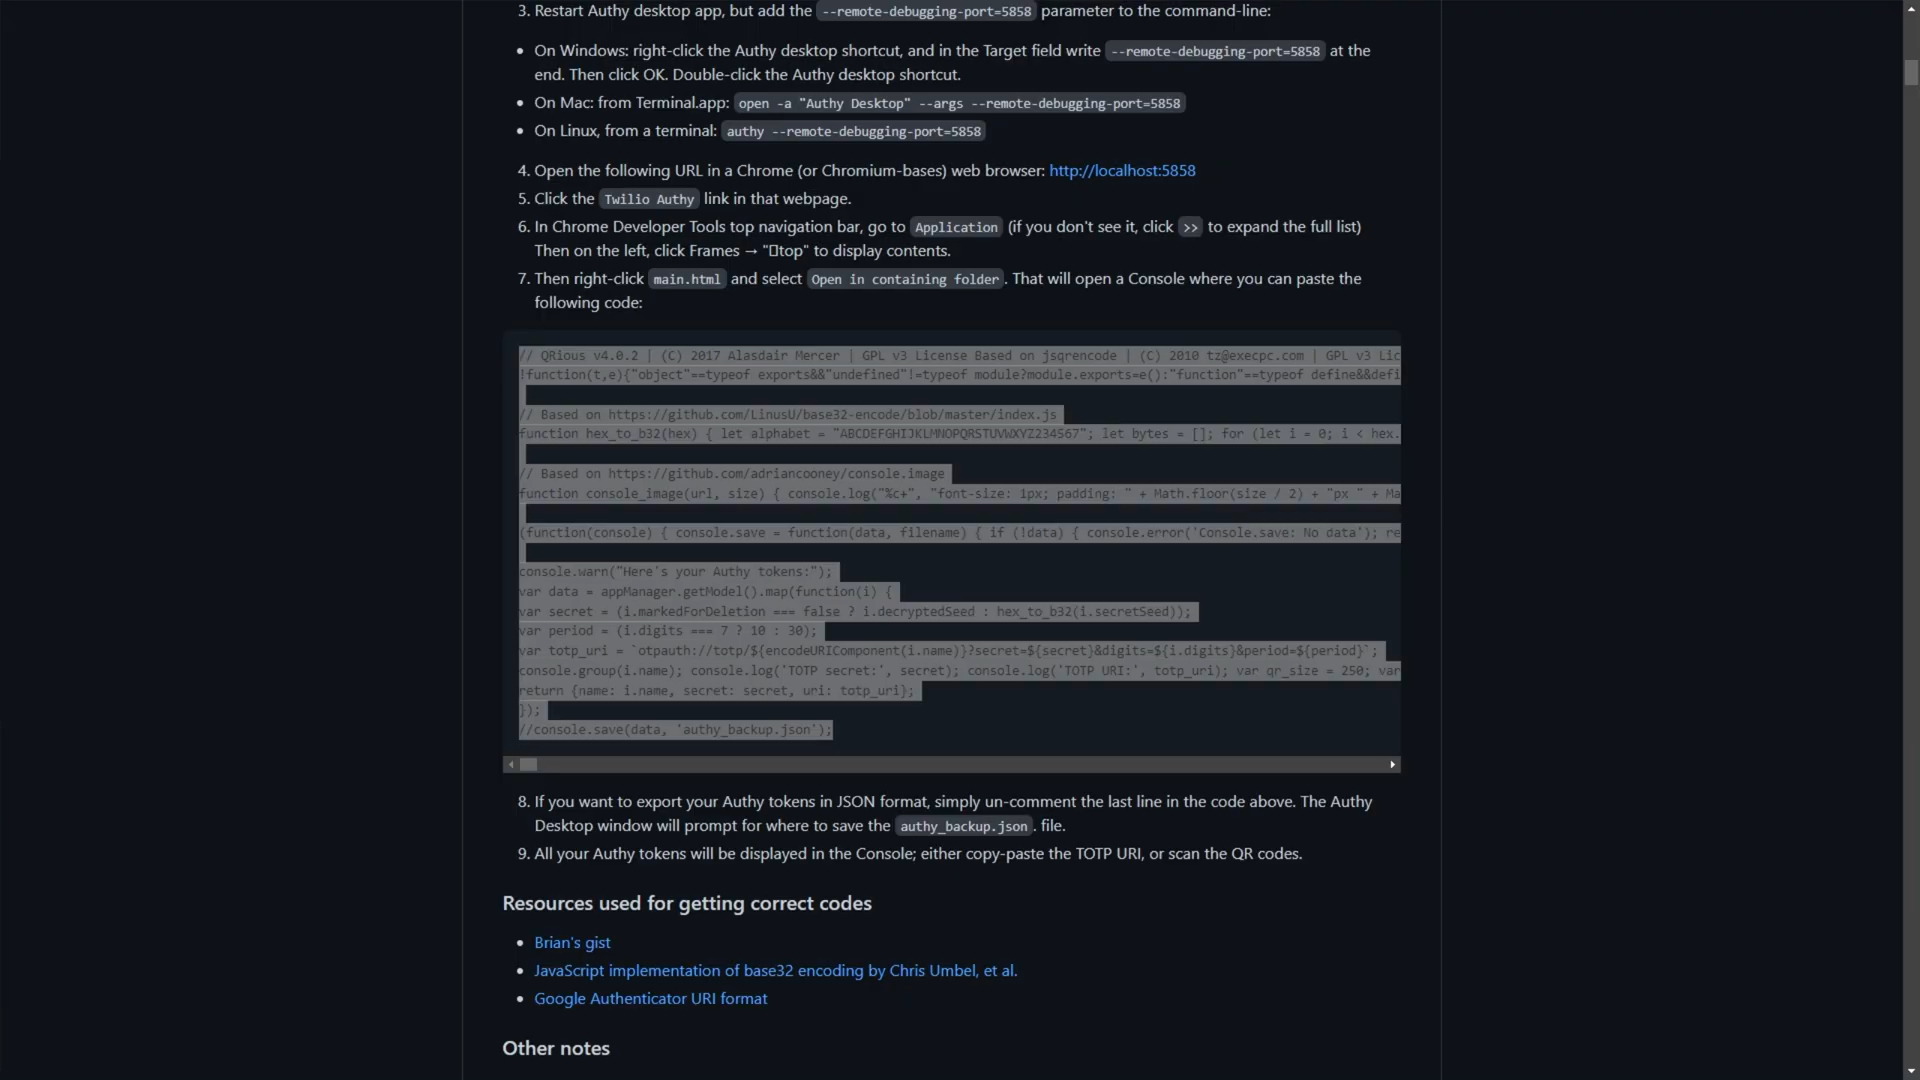 3. Restart Authy desktop app, but add the --remote-debugging-port=5858 parameter to the command-line:
• On Windows: right-click the Authy desktop shortcut, and in the Target field write --remote-debugging-port=5858 at the
end. Then click OK. Double-click the Authy desktop shortcut.
• On Mac: from Terminal.app: open -a "Authy Desktop" --args --remote-debugging-port=5858
• On Linux, from a terminal: authy --remote-debugging-port=5858
4. Open the following URL in a Chrome (or Chromium-bases) web browser: http://localhost:5858
5. Click the Twilio Authy link in that webpage.
6. In Chrome Developer Tools top navigation bar, go to Application (if you don't see it, click >> to expand the full list)
Then on the left, click Frames → "▯top" to display contents.
7. Then right-click main.html and select Open in containing folder. That will open a Console where you can paste the
following code:
// QRious v4.0.2 | (C) 2017 Alasdair Mercer | GPL v3 License Based on jsqrencode | (C) 2010 tz@execpc.com | GPL v3 Lic
!function(t,e){"object"==typeof exports&&"undefined"!=typeof module?module.exports=e():"function"==typeof define&&defi
// Based on https://github.com/LinusU/base32-encode/blob/master/index.js
function hex_to_b32(hex) { let alphabet = "ABCDEFGHIJKLMNOPQRSTUVWXYZ234567"; let bytes = []; for (let i = 0; i < hex.
// Based on https://github.com/adriancooney/console.image
function console_image(url, size) { console.log("%c+", "font-size: 1px; padding: " + Math.floor(size / 2) + "px " + Ma
(function(console) { console.save = function(data, filename) { if (!data) { console.error('Console.save: No data'); re
console.warn("Here's your Authy tokens:");
var data = appManager.getModel().map(function(i) {
var secret = (i.markedForDeletion === false ? i.decryptedSeed : hex_to_b32(i.secretSeed));
var period = (i.digits === 7 ? 10 : 30);
var totp_uri = `otpauth://totp/${encodeURIComponent(i.name)}?secret=${secret}&digits=${i.digits}&period=${period}`;
console.group(i.name); console.log('TOTP secret:', secret); console.log('TOTP URI:', totp_uri); var qr_size = 250; var
return {name: i.name, secret: secret, uri: totp_uri};
});
//console.save(data, 'authy_backup.json');
8. If you want to export your Authy tokens in JSON format, simply un-comment the last line in the code above. The Authy
Desktop window will prompt for where to save the authy_backup.json. file.
9. All your Authy tokens will be displayed in the Console; either copy-paste the TOTP URI, or scan the QR codes.
Resources used for getting correct codes
• Brian's gist
• JavaScript implementation of base32 encoding by Chris Umbel, et al.
• Google Authenticator URI format
Other notes